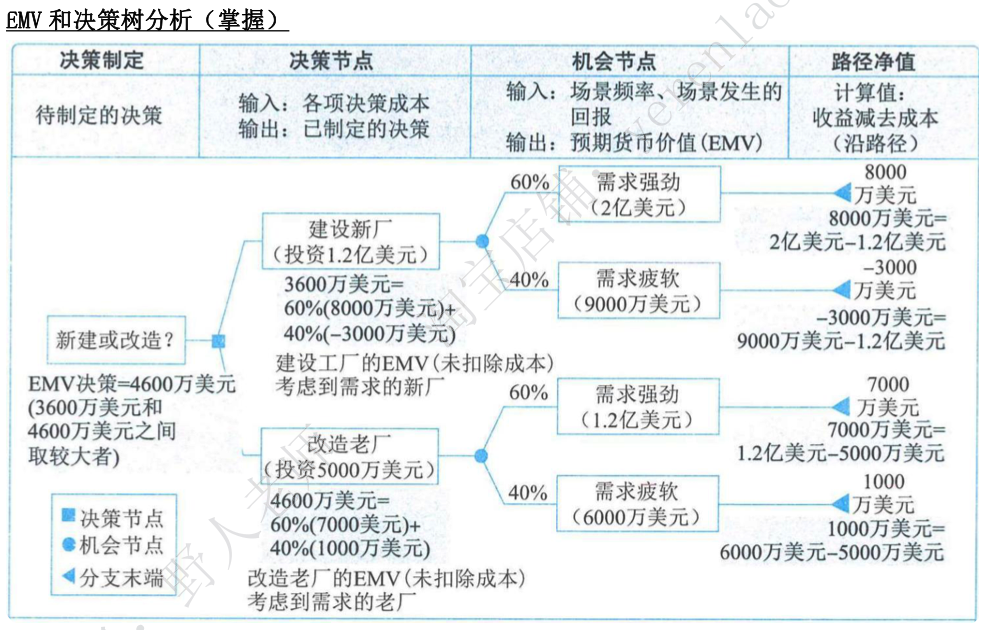 EMV 和决策树分析（掌握）
决策制定
决策节点
机会节点
路径净值
待制定的决策
输入：各项决策成本
输出：已制定的决策
输入：场景频率、场景发生的
回报
输出：预期货币价值(EMV)
计算值：
收益减去成本
（沿路径）
新建或改造？
EMV决策=4600万美元
(3600万美元和
4600万美元之间
取较大者)
建设新厂
（投资1.2亿美元）
3600万美元=
60%(8000万美元)+
40%(-3000万美元)
建设工厂的EMV(未扣除成本)
考虑到需求的新厂
60%
需求强劲
（2亿美元）
8000
万美元
8000万美元=
2亿美元-1.2亿美元
40%
需求疲软
（9000万美元）
-3000
万美元
-3000万美元=
9000万美元-1.2亿美元
改造老厂
（投资5000万美元）
4600万美元=
60%(7000美元)+
40%(1000万美元)
改造老厂的EMV(未扣除成本)
考虑到需求的老厂
60%
需求强劲
（1.2亿美元）
7000
万美元
7000万美元=
1.2亿美元-5000万美元
40%
需求疲软
（6000万美元）
1000
万美元
1000万美元=
6000万美元-5000万美元
决策节点
机会节点
分支末端
野人老师
淘宝店铺：